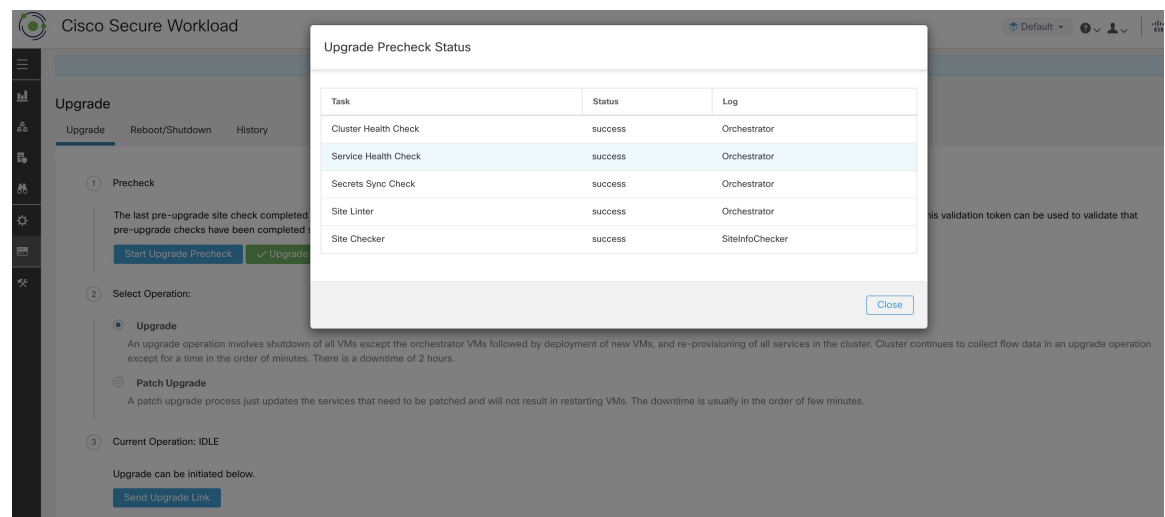 Cisco Secure Workload
Default
Upgrade Precheck Status
Task Status Log
Cluster Health Check success Orchestrator
Service Health Check success Orchestrator
Secrets Sync Check success Orchestrator
Site Linter success Orchestrator
Site Checker success SiteInfoChecker
Close
Upgrade
Upgrade Reboot/Shutdown History
1 Precheck
The last pre-upgrade site check completed his validation token can be used to validate that
pre-upgrade checks have been completed
Start Upgrade Precheck Upgrade
2 Select Operation:
Upgrade
An upgrade operation involves shutdown of all VMs except the orchestrator VMs followed by deployment of new VMs, and re-provisioning of all services in the cluster. Cluster continues to collect flow data in an upgrade operation
except for a time in the order of minutes. There is a downtime of 2 hours.
Patch Upgrade
A patch upgrade process just updates the services that need to be patched and will not result in restarting VMs. The downtime is usually in the order of few minutes.
3 Current Operation: IDLE
Upgrade can be initiated below.
Send Upgrade Link